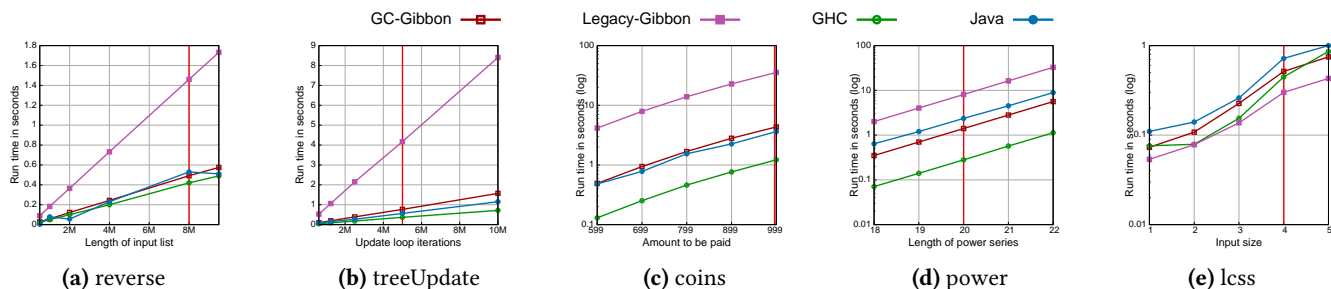 GC-Gibbon Legacy-Gibbon GHC Java
Run time in seconds
1.8
1.6
1.4
1.2
1
0.8
0.6
0.4
0.2
0
2M 4M 6M 8M
Length of input list
(a) reverse
Run time in seconds
9
8
7
6
5
4
3
2
1
0
2M 4M 6M 8M 10M
Update loop iterations
(b) treeUpdate
Run time in seconds (log)
100
10
1
0.1
599 699 799 899 999
Amount to be paid
(c) coins
Run time in seconds (log)
100
10
1
0.1
0.01
18 19 20 21 22
Length of power series
(d) power
Run time in seconds (log)
1
0.1
0.01
1 2 3 4 5
Input size
(e) lcss